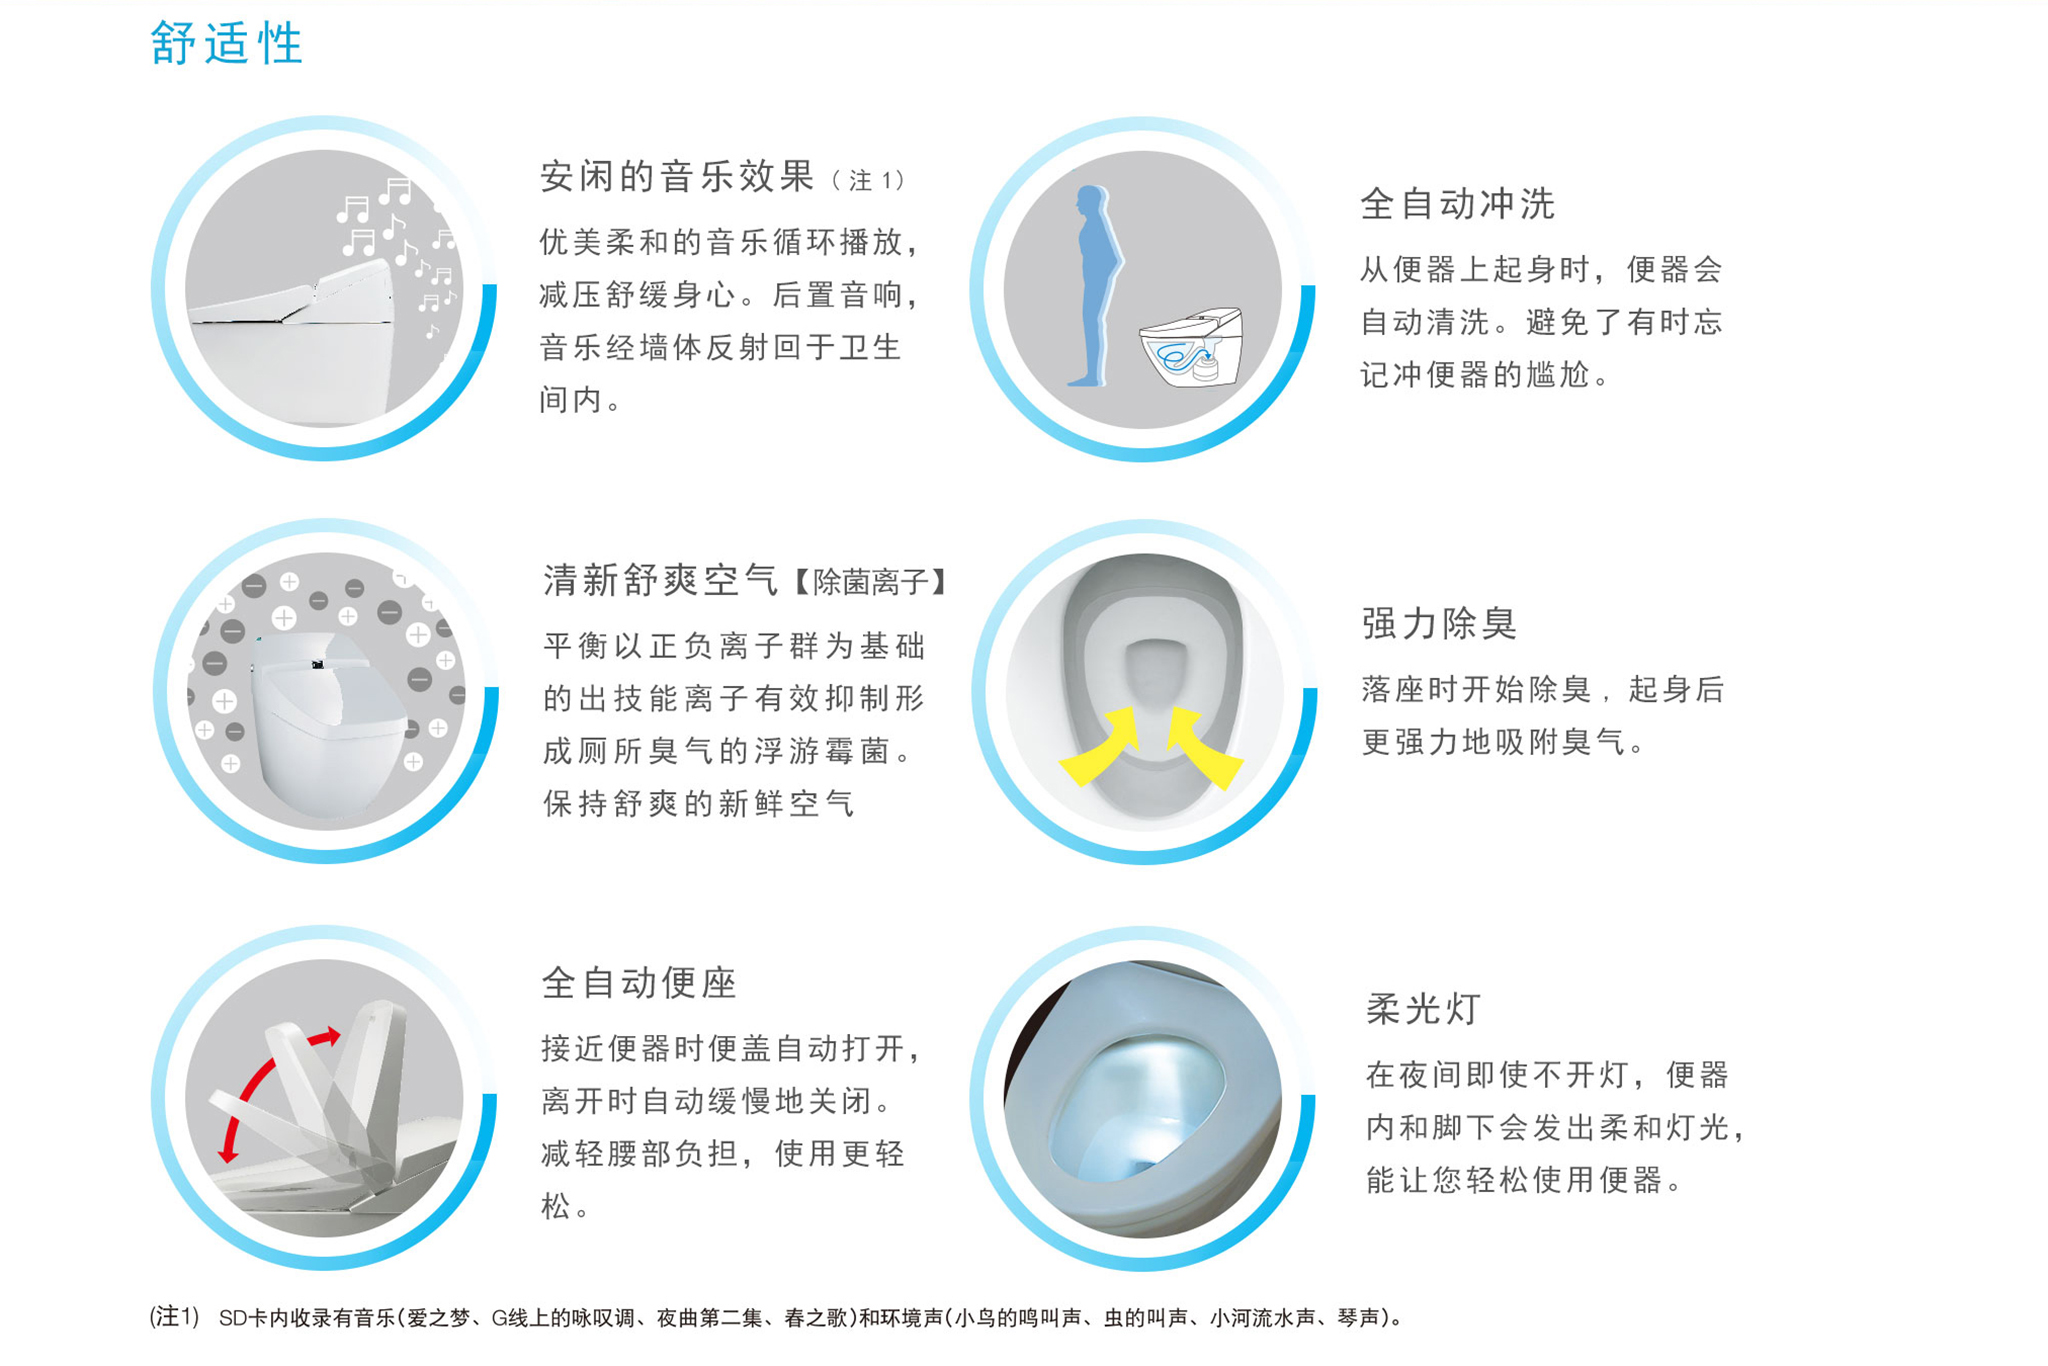 舒适性
安闲的音乐效果（注 1）
优美柔和的音乐循环播放，
减压舒缓身心。后置音响，
音乐经墙体反射回于卫生
间内。
全自动冲洗
从便器上起身时，便器会
自动清洗。避免了有时忘
记冲便器的尴尬。
清新舒爽空气【除菌离子】
平衡以正负离子群为基础
的出技能离子有效抑制形
成厕所臭气的浮游霉菌。
保持舒爽的新鲜空气
强力除臭
落座时开始除臭，起身后
更强力地吸附臭气。
全自动便座
接近便器时便盖自动打开，
离开时自动缓慢地关闭。
减轻腰部负担，使用更轻
松。
柔光灯
在夜间即使不开灯，便器
内和脚下会发出柔和灯光，
能让您轻松使用便器。
(注1) SD卡内收录有音乐(爱之梦、G线上的咏叹调、夜曲第二集、春之歌)和环境声(小鸟的鸣叫声、虫的叫声、小河流水声、琴声)。